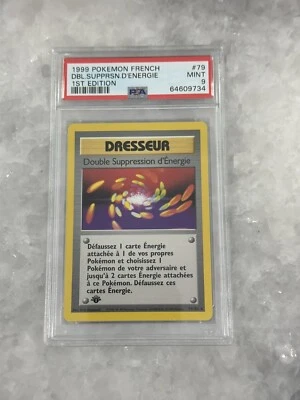 1999 POKEMON FRENCH #79
DBL.SUPPRSN.D'ENERGIE MINT
1ST EDITION 9
PSA 64609734
DRESSEUR
Double Suppression d'Énergie
Défaussez 1 carte Énergie
attachée à 1 de vos propres
Pokémon et choisissez 1
Pokémon de votre adversaire et
jusqu'à 2 cartes Énergies attachées
à ce Pokémon. Défaussez ces
cartes Énergies.